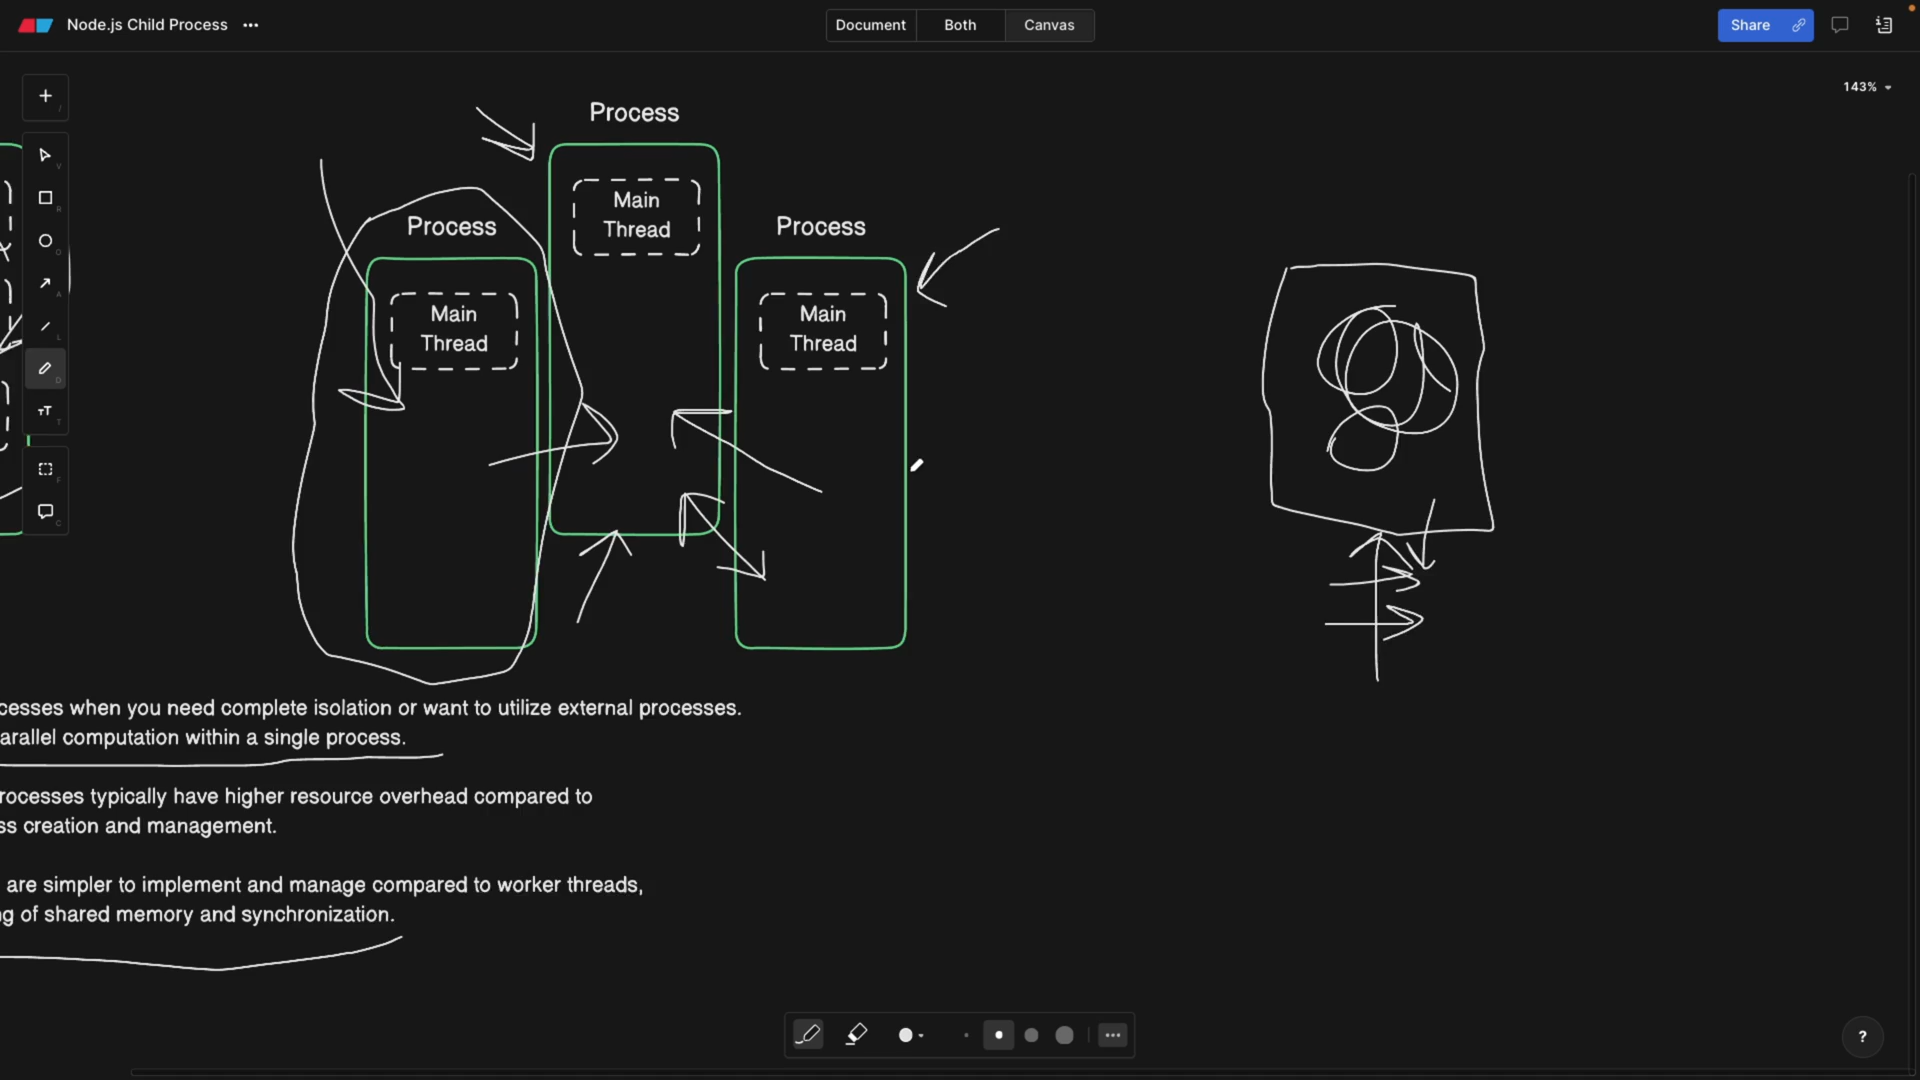 Node.js Child Process
Document
Both
Canvas
Share
143%
Process
Main
Thread
Process
Main
Thread
Process
Main
Thread
cesses when you need complete isolation or want to utilize external processes.
arallel computation within a single process.
rocesses typically have higher resource overhead compared to
ss creation and management.
are simpler to implement and manage compared to worker threads,
ng of shared memory and synchronization.
?